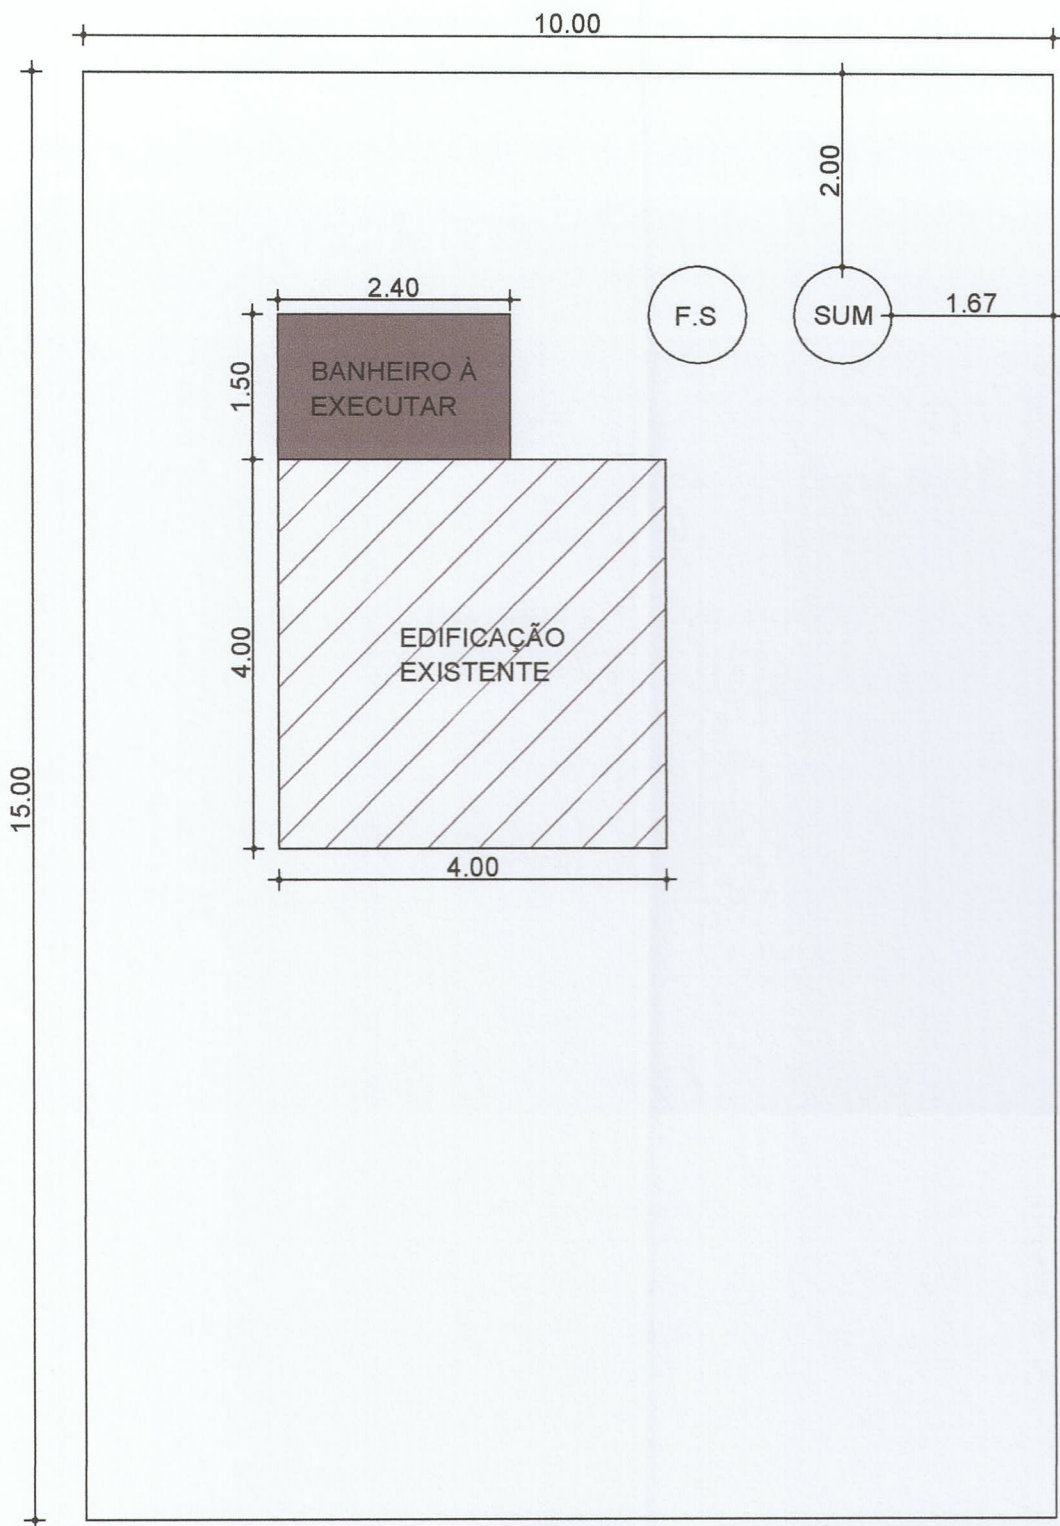 10.00
2.00
2.40
F.S
SUM
1.67
1.50
BANHEIRO À
EXECUTAR
4.00
EDIFICAÇÃO
EXISTENTE
15.00
4.00